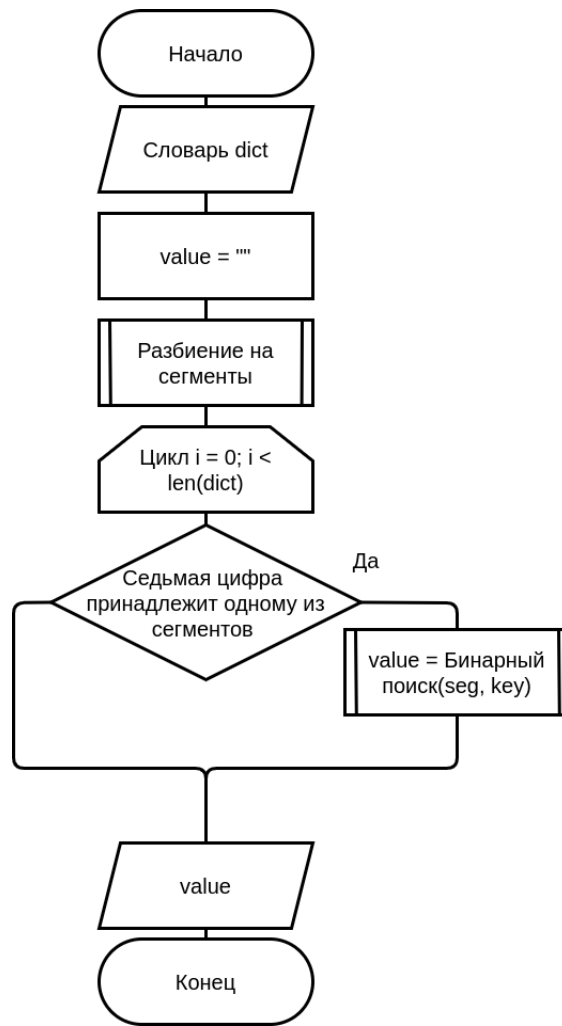 Начало
Словарь dict
value = ""
Разбиение на
сегменты
Цикл i = 0; i <
len(dict)
Да
Седьмая цифра
принадлежит одному из
сегментов
value = Бинарный
поиск(seg, key)
value
Конец